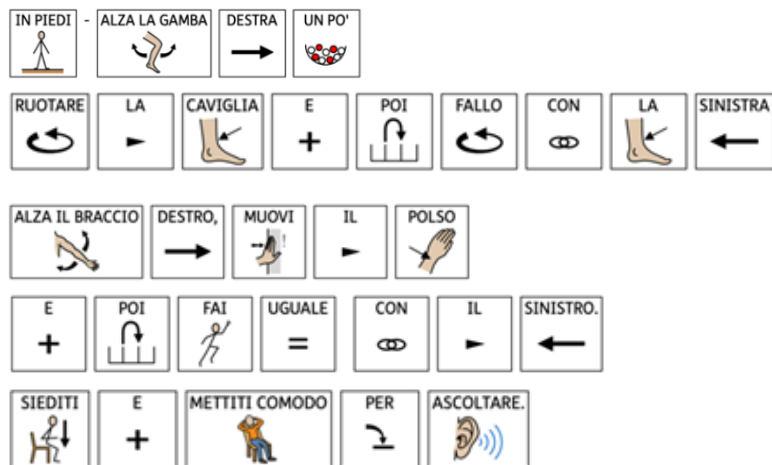 IN PIEDI - ALZA LA GAMBA DESTRA UN PO'
RUOTARE LA CAVIGLIA E POI FALLO CON LA SINISTRA
ALZA IL BRACCIO DESTRO, MUOVI IL POLSO
E POI FAI UGUALE CON IL SINISTRO.
SIEDITI E METTITI COMODO PER ASCOLTARE.